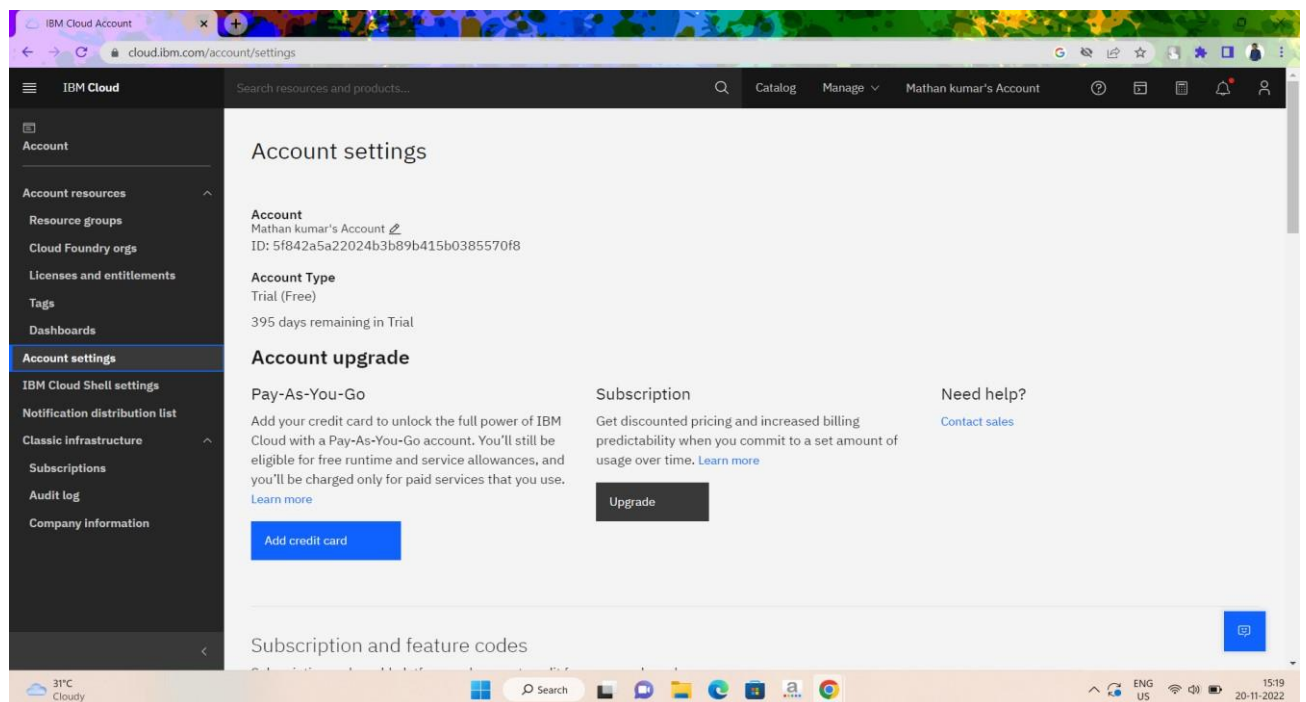 IBM Cloud Account
cloud.ibm.com/account/settings
IBM Cloud
Search resources and products...
Catalog
Manage
Mathan kumar's Account
Account
Account resources
Resource groups
Cloud Foundry orgs
Licenses and entitlements
Tags
Dashboards
Account settings
IBM Cloud Shell settings
Notification distribution list
Classic infrastructure
Subscriptions
Audit log
Company information
Account settings
Account
Mathan kumar's Account
ID: 5f842a5a22024b3b89b415b0385570f8
Account Type
Trial (Free)
395 days remaining in Trial
Account upgrade
Pay-As-You-Go
Add your credit card to unlock the full power of IBM
Cloud with a Pay-As-You-Go account. You'll still be
eligible for free runtime and service allowances, and
you'll be charged only for paid services that you use.
Learn more
Add credit card
Subscription
Get discounted pricing and increased billing
predictability when you commit to a set amount of
usage over time. Learn more
Upgrade
Need help?
Contact sales
Subscription and feature codes
31°C
Cloudy
Search
ENG
US
15:19
20-11-2022